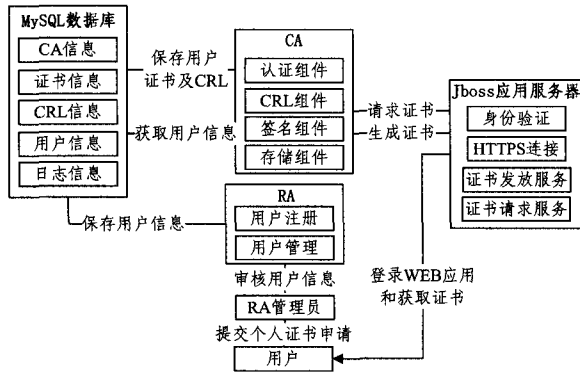 MySQL数据库
CA信息
证书信息
CRL信息
用户信息
日志信息
保存用户
证书及CRL
获取用户信息
CA
认证组件
CRL组件
签名组件
存储组件
请求证书
生成证书
Jboss应用服务器
身份验证
HTTPS连接
证书发放服务
证书请求服务
保存用户信息
RA
用户注册
用户管理
审核用户信息
RA管理员
提交个人证书申请
用户
登录WEB应用
和获取证书